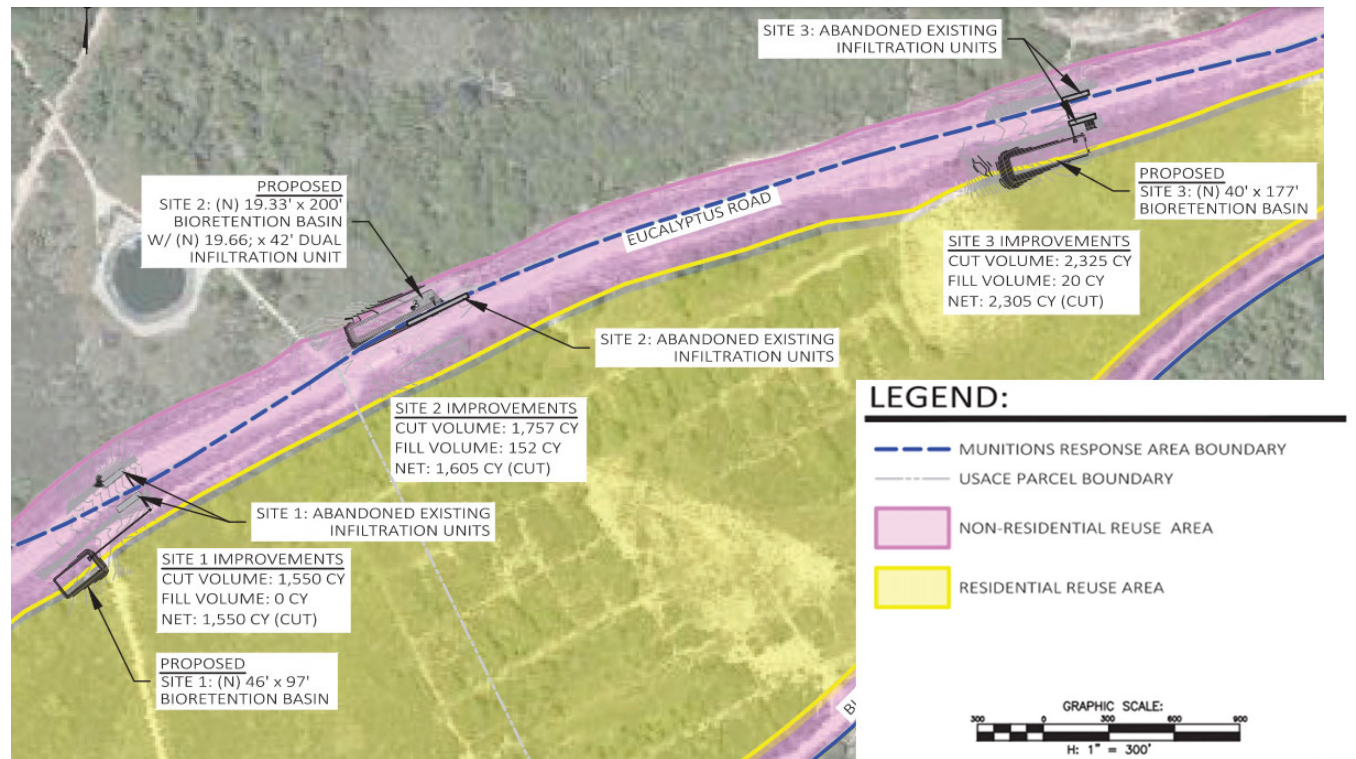 SITE 3: ABANDONED EXISTING
INFILTRATION UNITS
PROPOSED
SITE 2: (N) 19.33' x 200'
BIORETENTION BASIN
W/ (N) 19.66; x 42' DUAL
INFILTRATION UNIT
PROPOSED
SITE 3: (N) 40' x 177'
BIORETENTION BASIN
EUCALYPTUS ROAD
SITE 3 IMPROVEMENTS
CUT VOLUME: 2,325 CY
FILL VOLUME: 20 CY
NET: 2,305 CY (CUT)
SITE 2: ABANDONED EXISTING
INFILTRATION UNITS
SITE 2 IMPROVEMENTS
CUT VOLUME: 1,757 CY
FILL VOLUME: 152 CY
NET: 1,605 CY (CUT)
SITE 1: ABANDONED EXISTING
INFILTRATION UNITS
SITE 1 IMPROVEMENTS
CUT VOLUME: 1,550 CY
FILL VOLUME: 0 CY
NET: 1,550 CY (CUT)
PROPOSED
SITE 1: (N) 46' x 97'
BIORETENTION BASIN
LEGEND:
MUNITIONS RESPONSE AREA BOUNDARY
USACE PARCEL BOUNDARY
NON-RESIDENTIAL REUSE AREA
RESIDENTIAL REUSE AREA
GRAPHIC SCALE:
300 0 300 600 900
H: 1" = 300'